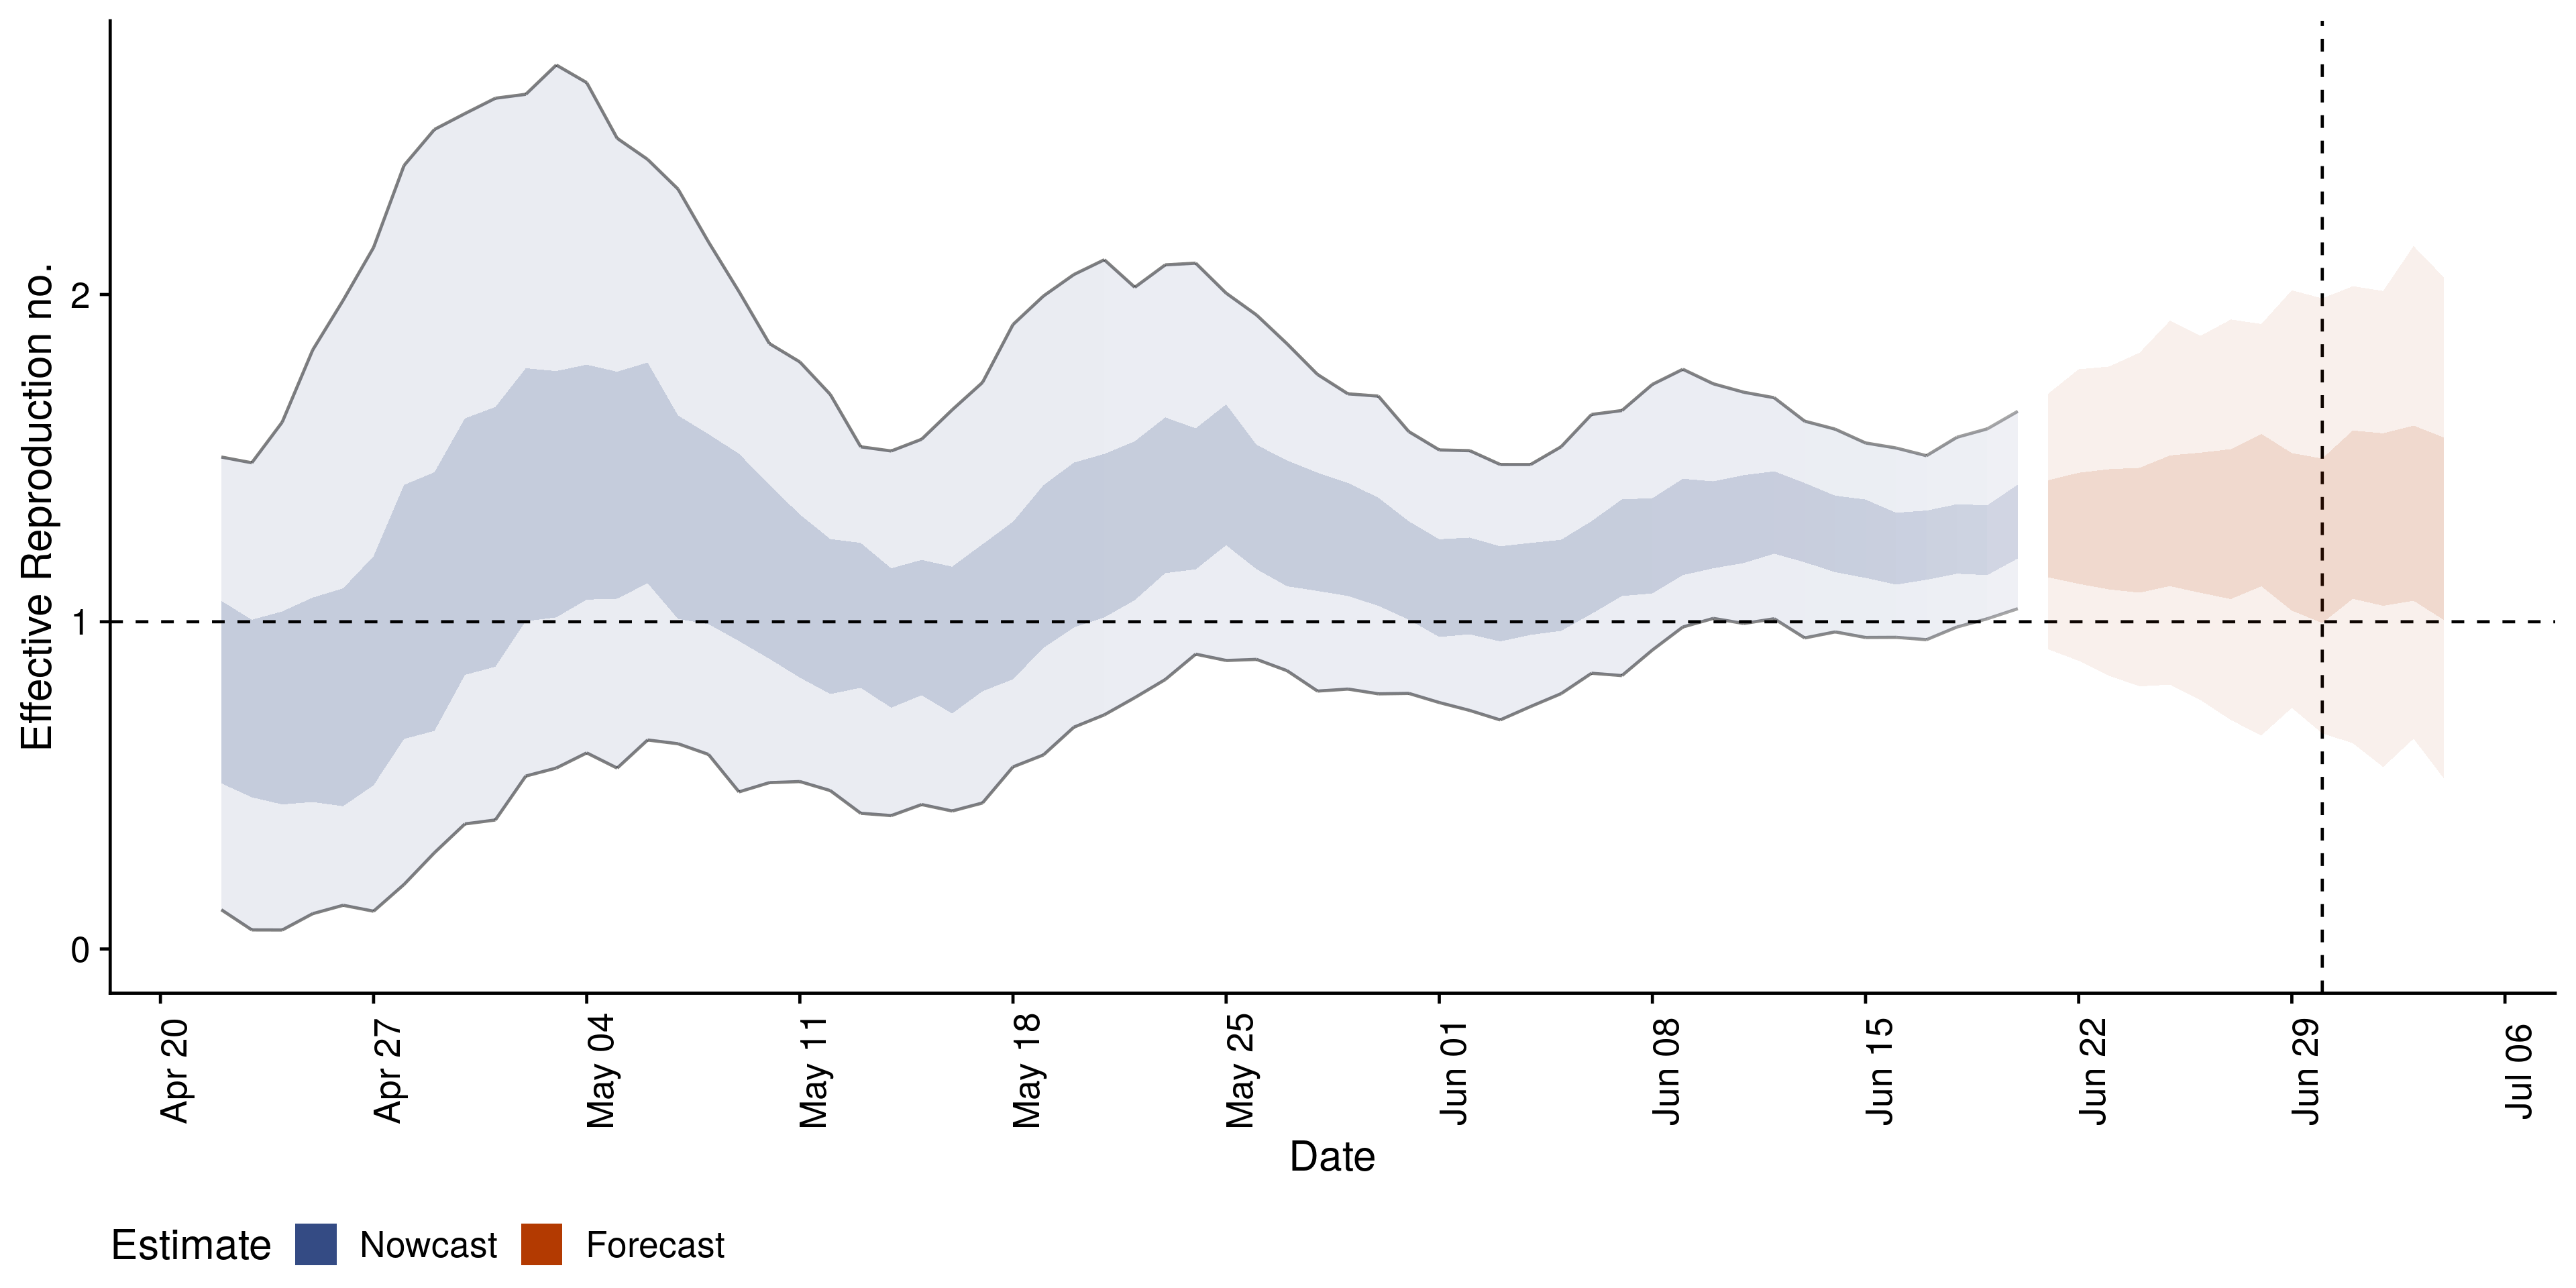 Effective Reproduction no.
2
1
0
Apr 20
Apr 27
May 04
May 11
May 18
May 25
Jun 01
Jun 08
Jun 15
Jun 22
Jun 29
Jul 06
Date
Estimate Nowcast Forecast